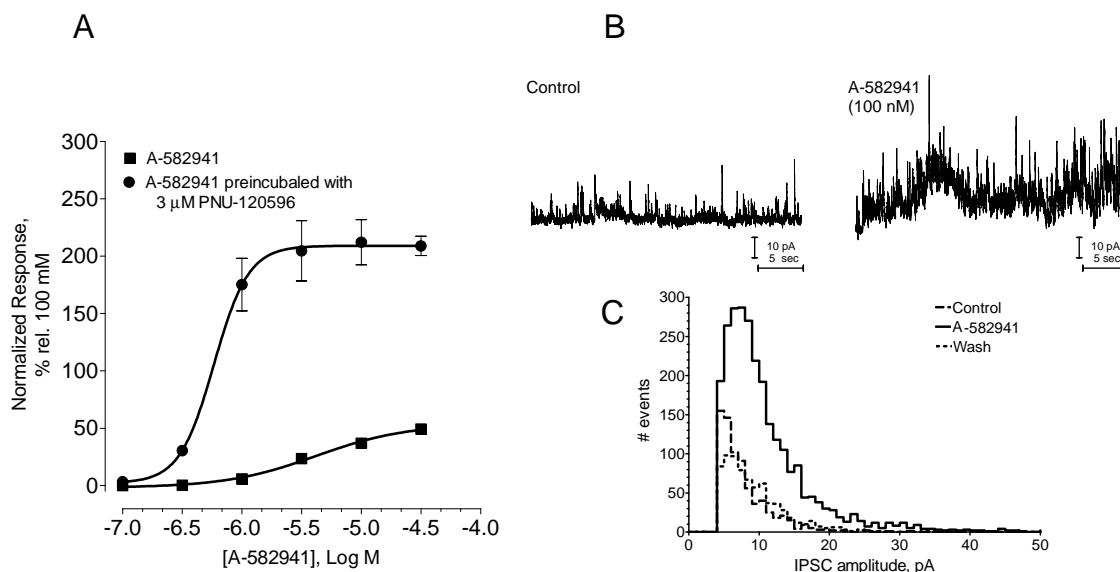 A
B
Control
A-582941
(100 nM)
300
250
200
150
100
50
0
Normalized Response,
% rel. 100 mM
A-582941
A-582941 preincubaled with
3 μM PNU-120596
-7.0
-6.5
-6.0
-5.5
-5.0
-4.5
-4.0
[A-582941], Log M
10 pA
5 sec
10 pA
5 sec
C
300
250
200
150
100
50
0
# events
Control
A-582941
Wash
0
10
20
30
40
50
IPSC amplitude, pA